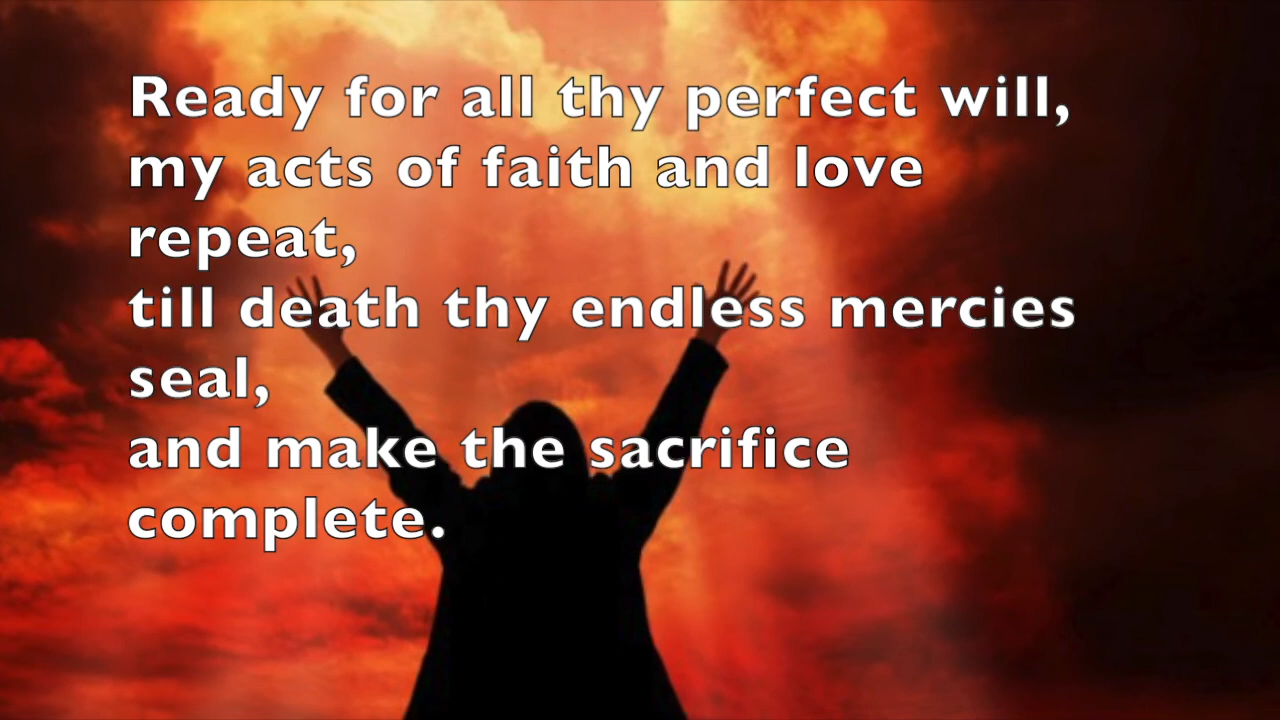 Ready for all thy perfect will,
my acts of faith and love
repeat,
till death thy endless mercies
seal,
and make the sacrifice
complete.